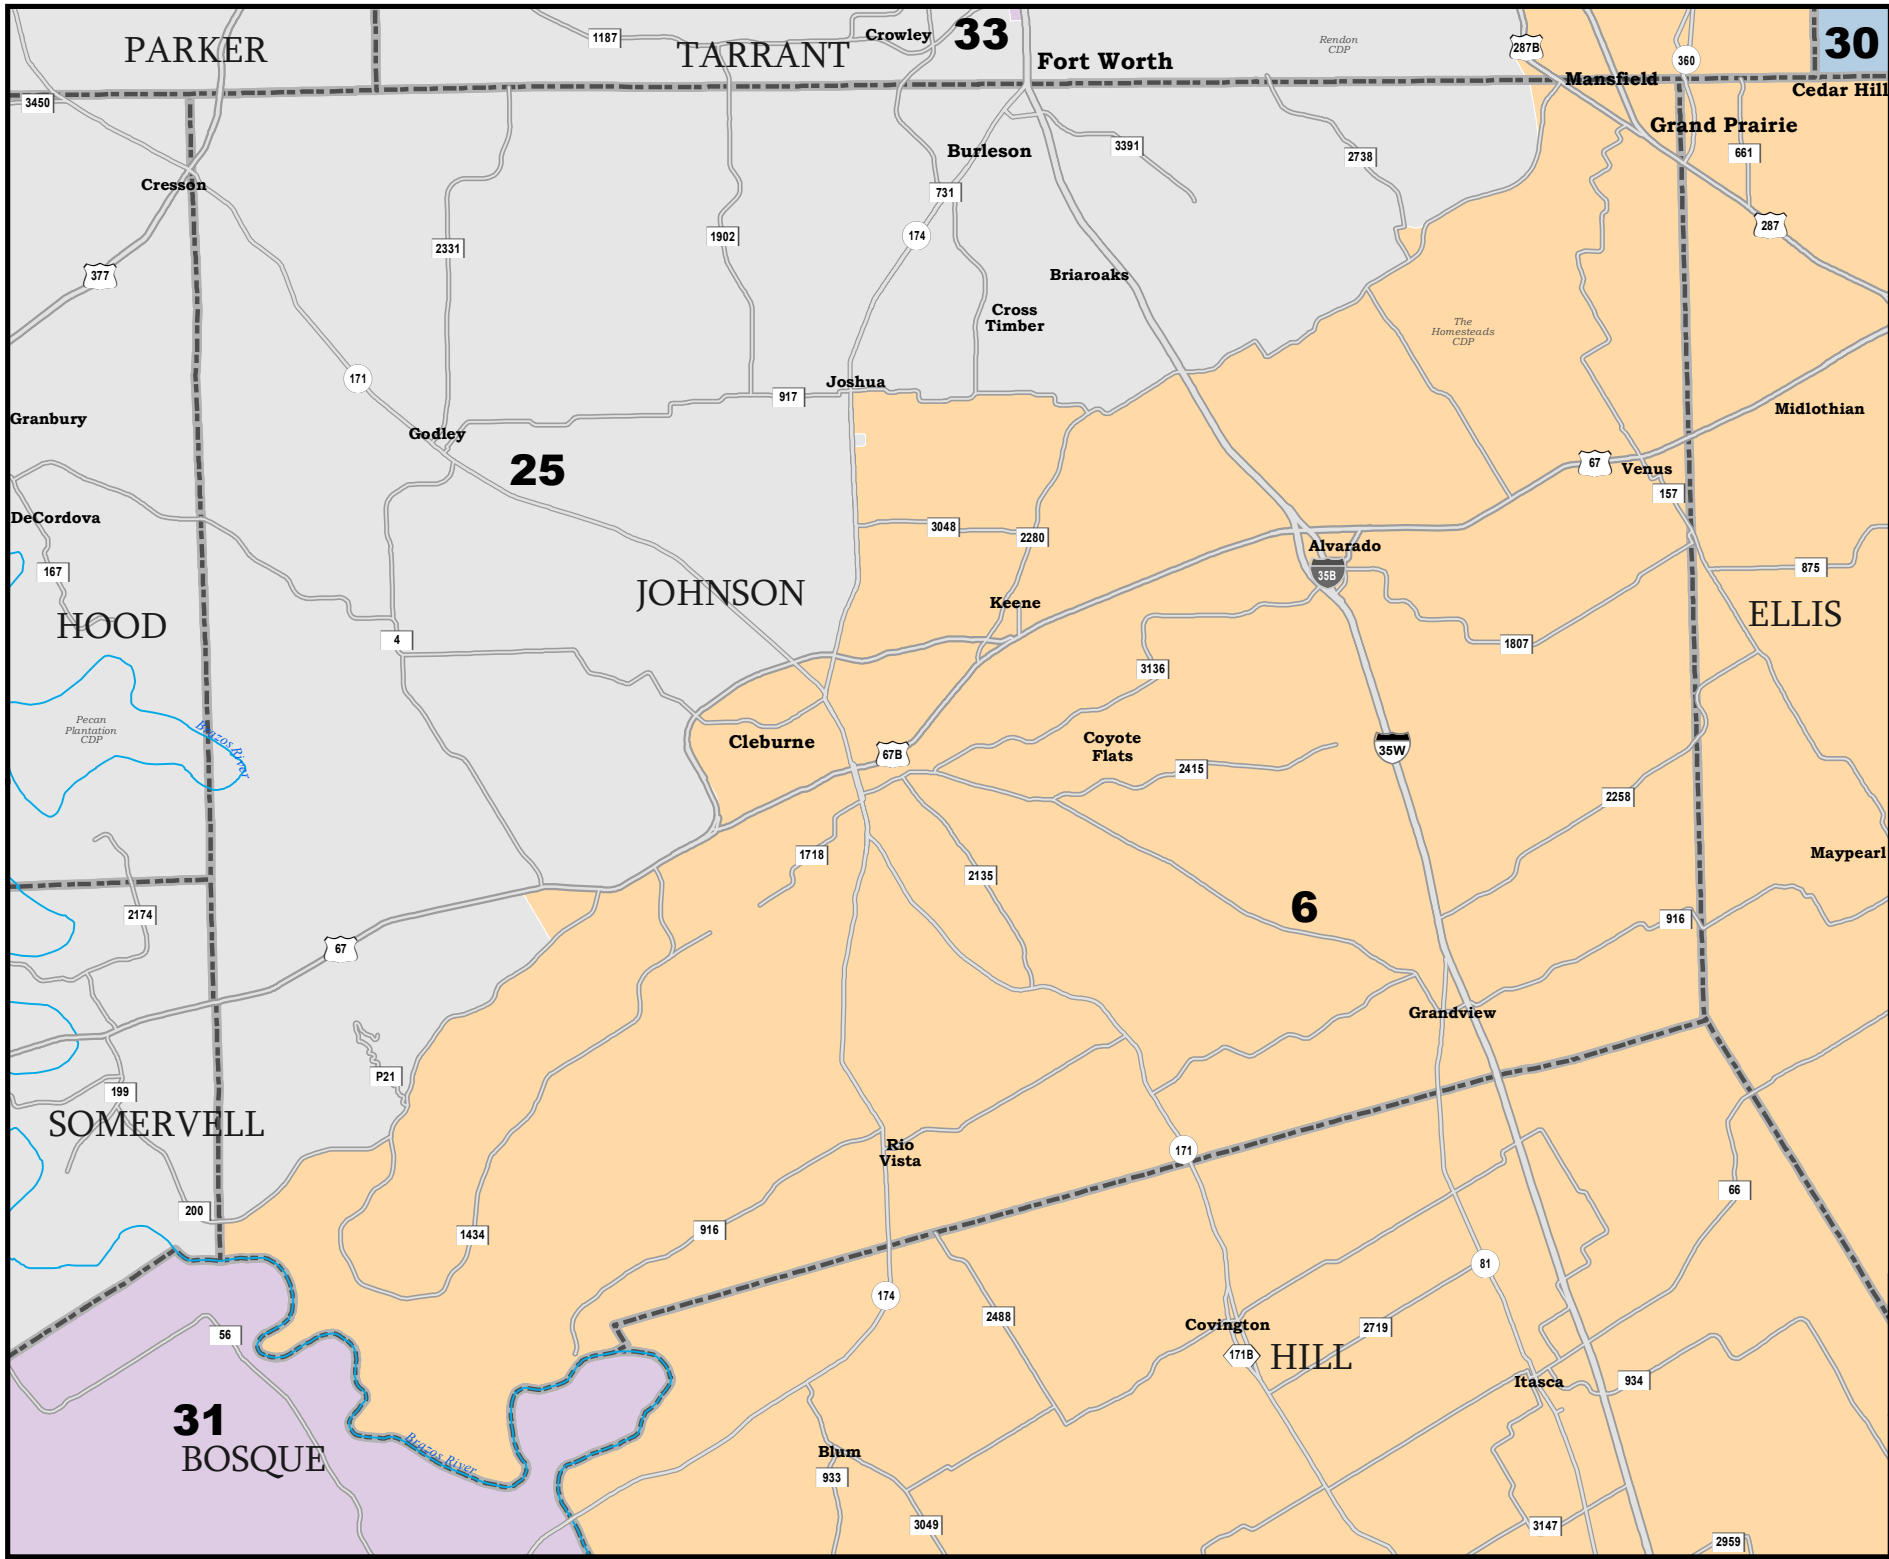 33
30
PARKER
TARRANT
1187
Crowley
Fort Worth
Rendon
CDP
287B
360
Mansfield
Cedar Hill
3450
Grand Prairie
Burleson
3391
2738
661
Cresson
731
377
2331
1902
174
287
Briaroaks
Cross
Timber
The
Homesteads
CDP
171
Joshua
917
Midlothian
Granbury
Godley
25
67
Venus
157
DeCordova
3048
2280
Alvarado
35B
875
167
JOHNSON
Keene
HOOD
ELLIS
4
1807
3136
Pecan
Plantation
CDP
Brazos River
Cleburne
67B
Coyote
Flats
35W
2415
2258
1718
2135
Maypearl
6
2174
916
67
Grandview
P21
199
SOMERVELL
Rio
Vista
171
66
200
1434
916
81
174
2488
Covington
2719
56
171B
HILL
Itasca
934
31
BOSQUE
Brazos River
Blum
933
3049
3147
2959